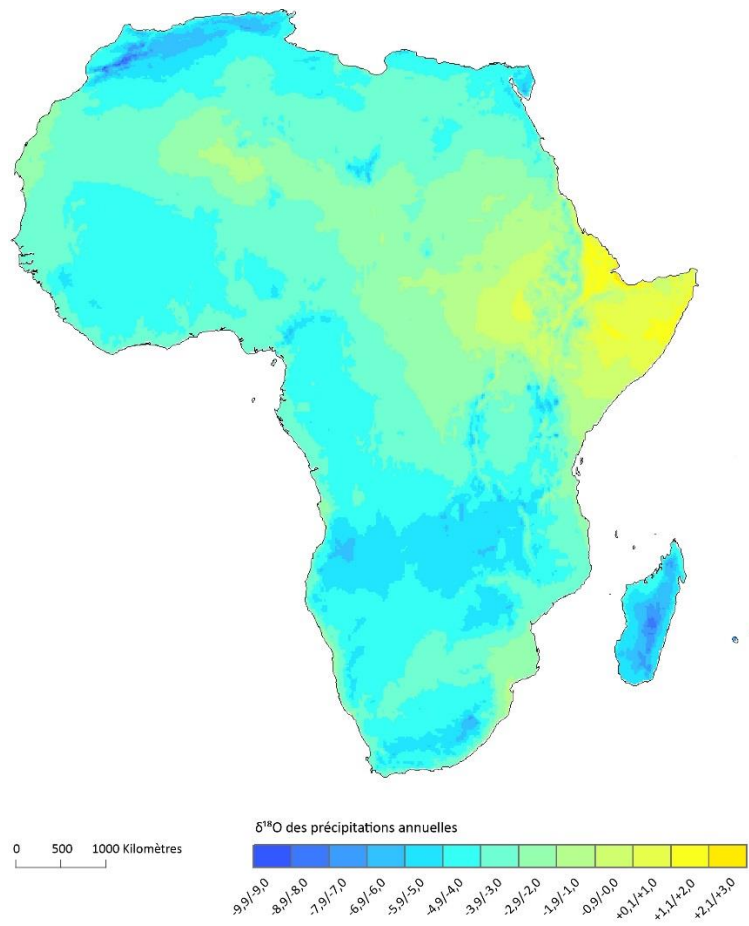 δ¹⁸O des précipitations annuelles
0 500 1000 Kilomètres
-9,9/-9,0 -8,9/-8,0 -7,9/-7,0 -6,9/-6,0 -5,9/-5,0 -4,9/-4,0 -3,9/-3,0 -2,9/-2,0 -1,9/-1,0 -0,9/-0,0 +0,1/+1,0 +1,1/+2,0 +2,1/+3,0